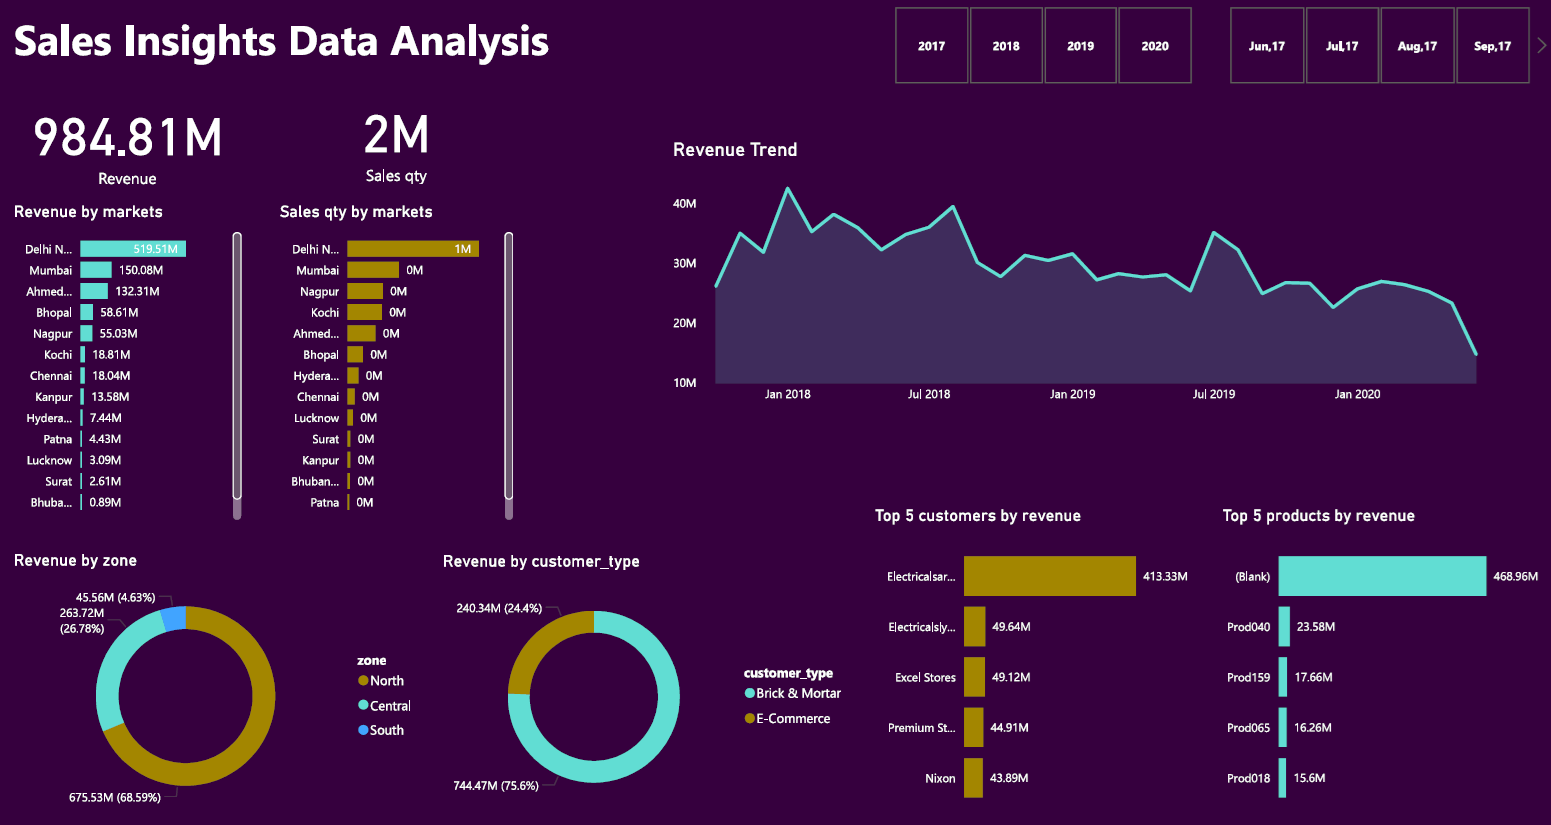 Sales Insights Data Analysis
2017 2018 2019 2020
Jun,17 Jul,17 Aug,17 Sep,17
984.81M
Revenue
2M
Sales qty
Revenue by markets
Delhi N... 519.51M
Mumbai 150.08M
Ahmed... 132.31M
Bhopal 58.61M
Nagpur 55.03M
Kochi 18.81M
Chennai 18.04M
Kanpur 13.58M
Hydera... 7.44M
Patna 4.43M
Lucknow 3.09M
Surat 2.61M
Bhuba... 0.89M
Sales qty by markets
Delhi N... 1M
Mumbai 0M
Nagpur 0M
Kochi 0M
Ahmed... 0M
Bhopal 0M
Hydera... 0M
Chennai 0M
Lucknow 0M
Surat 0M
Kanpur 0M
Bhuban... 0M
Patna 0M
Revenue Trend
40M
30M
20M
10M
Jan 2018 Jul 2018 Jan 2019 Jul 2019 Jan 2020
Revenue by zone
45.56M (4.63%)
263.72M
(26.78%)
675.53M (68.59%)
zone
North
Central
South
Revenue by customer_type
240.34M (24.4%)
744.47M (75.6%)
customer_type
Brick & Mortar
E-Commerce
Top 5 customers by revenue
Electricalsar... 413.33M
Electricalsly... 49.64M
Excel Stores 49.12M
Premium St... 44.91M
Nixon 43.89M
Top 5 products by revenue
(Blank) 468.96M
Prod040 23.58M
Prod159 17.66M
Prod065 16.26M
Prod018 15.6M